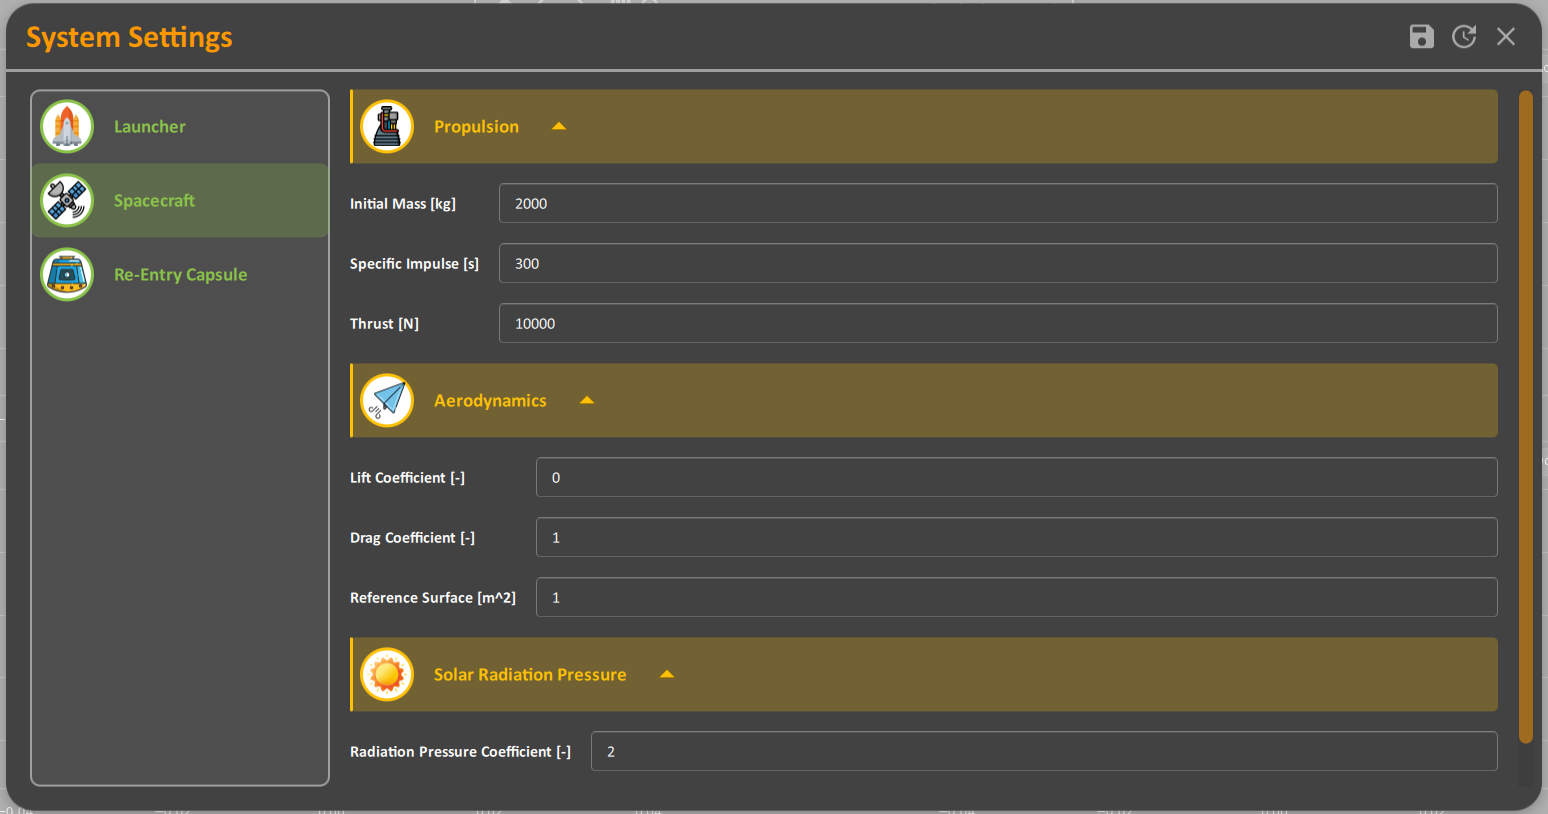 System Settings
Launcher
Spacecraft
Re-Entry Capsule
Propulsion
Initial Mass [kg]
2000
Specific Impulse [s]
300
Thrust [N]
10000
Aerodynamics
Lift Coefficient [-]
0
Drag Coefficient [-]
1
Reference Surface [m^2]
1
Solar Radiation Pressure
Radiation Pressure Coefficient [-]
2